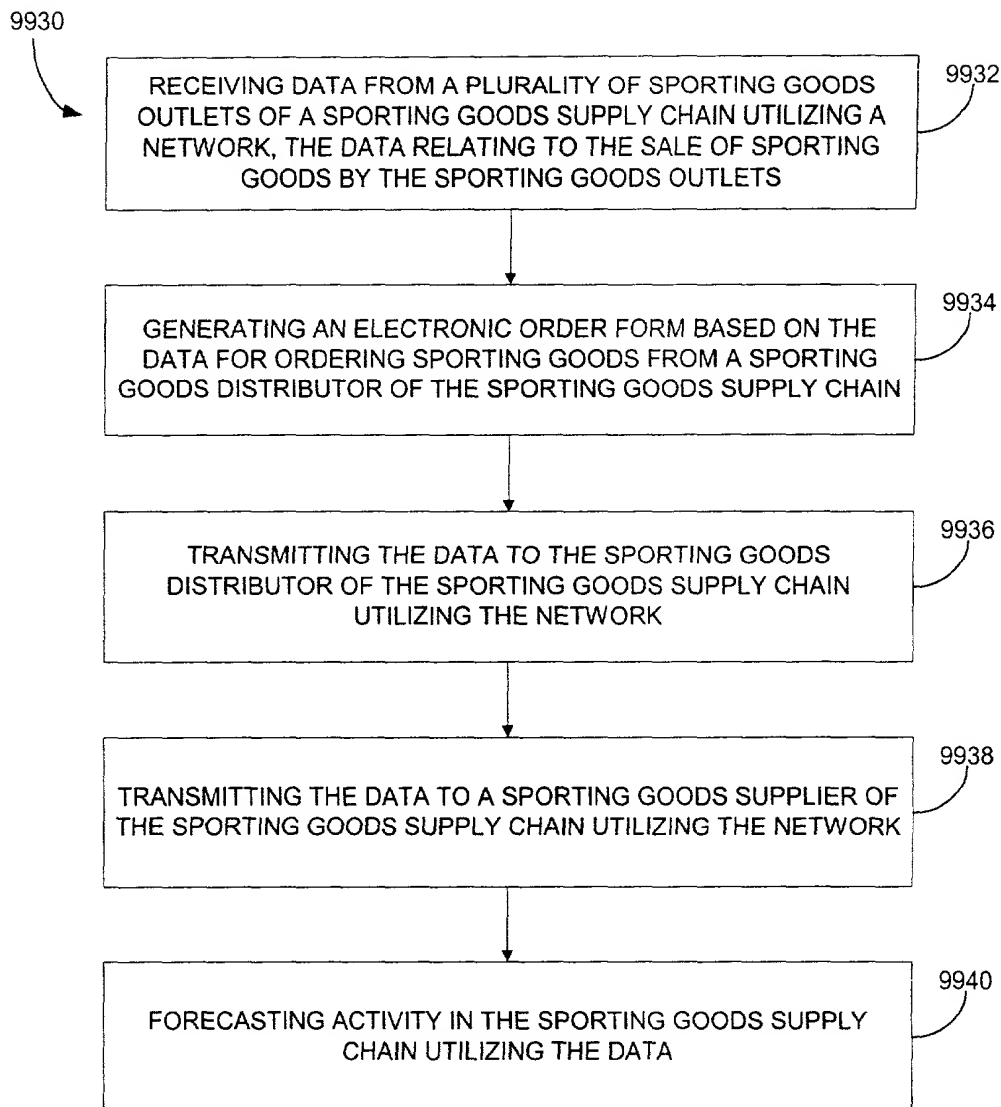 9930
9932
RECEIVING DATA FROM A PLURALITY OF SPORTING GOODS
OUTLETS OF A SPORTING GOODS SUPPLY CHAIN UTILIZING A
NETWORK, THE DATA RELATING TO THE SALE OF SPORTING
GOODS BY THE SPORTING GOODS OUTLETS
9934
GENERATING AN ELECTRONIC ORDER FORM BASED ON THE
DATA FOR ORDERING SPORTING GOODS FROM A SPORTING
GOODS DISTRIBUTOR OF THE SPORTING GOODS SUPPLY CHAIN
9936
TRANSMITTING THE DATA TO THE SPORTING GOODS
DISTRIBUTOR OF THE SPORTING GOODS SUPPLY CHAIN
UTILIZING THE NETWORK
9938
TRANSMITTING THE DATA TO A SPORTING GOODS SUPPLIER OF
THE SPORTING GOODS SUPPLY CHAIN UTILIZING THE NETWORK
9940
FORECASTING ACTIVITY IN THE SPORTING GOODS SUPPLY
CHAIN UTILIZING THE DATA